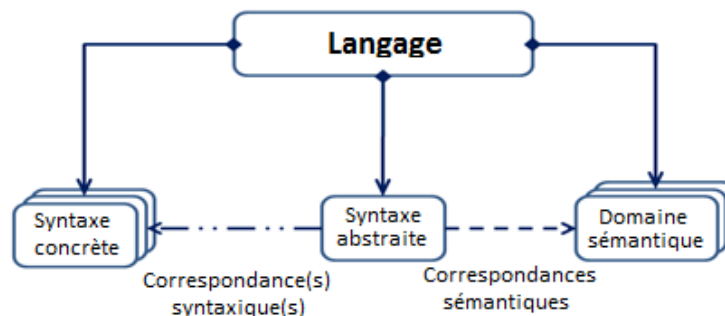 Langage
Syntaxe
concrète
Syntaxe
abstraite
Domaine
sémantique
Correspondance(s)
syntaxique(s)
Correspondances
sémantiques